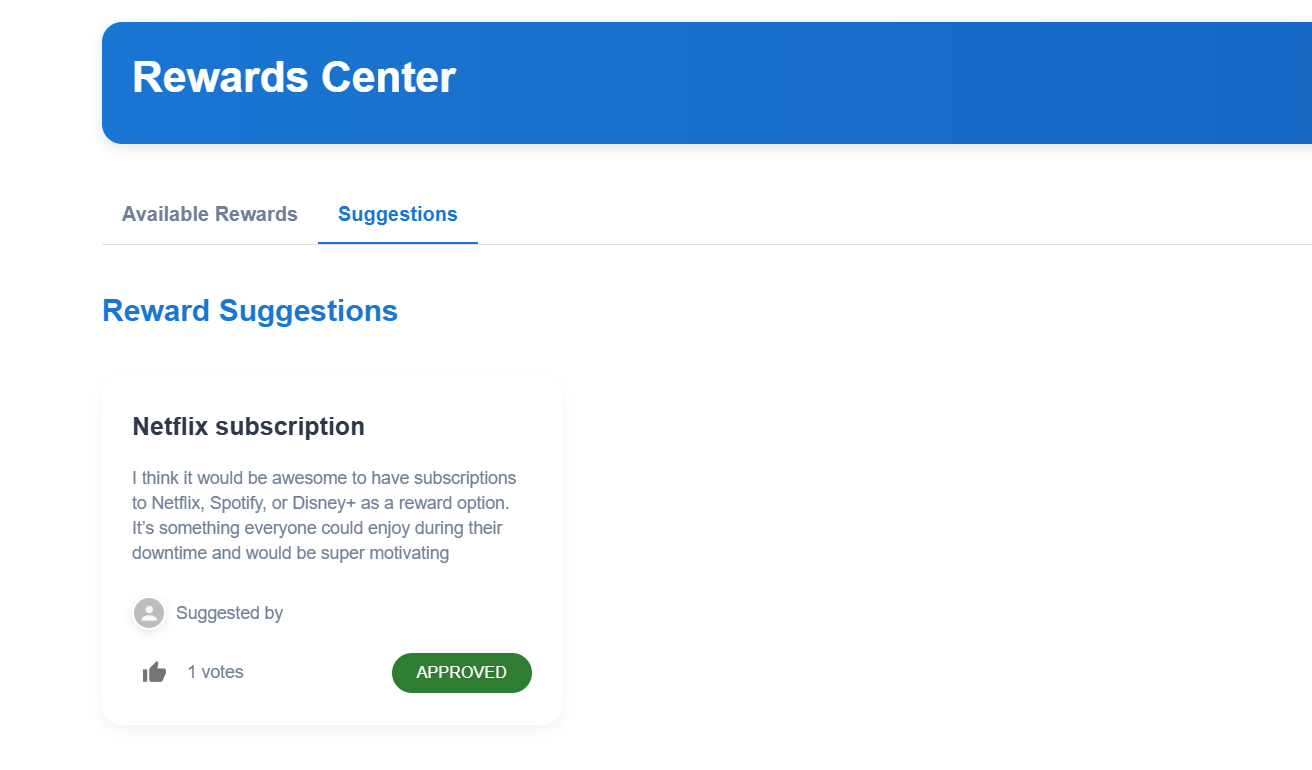 Rewards Center
Available Rewards
Suggestions
Reward Suggestions
Netflix subscription
I think it would be awesome to have subscriptions
to Netflix, Spotify, or Disney+ as a reward option.
It’s something everyone could enjoy during their
downtime and would be super motivating
Suggested by
1 votes
APPROVED